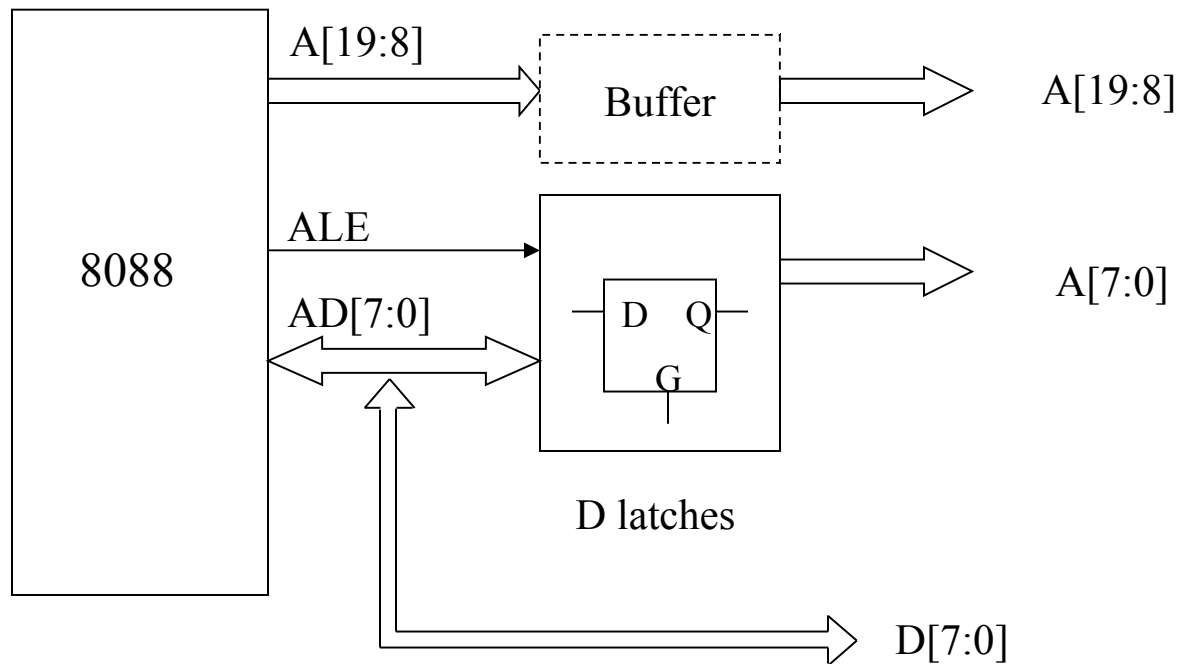 A[19:8]
Buffer
A[19:8]
ALE
8088
A[7:0]
AD[7:0]
D Q
G
D latches
D[7:0]